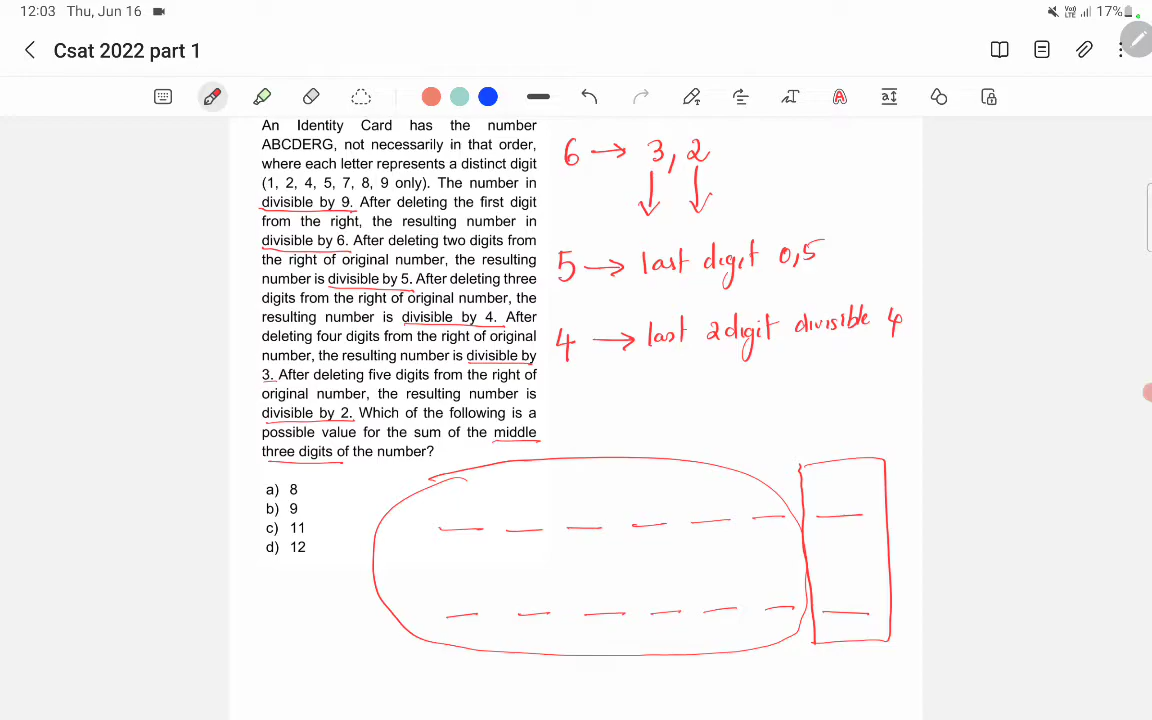 12:03 Thu, Jun 16
Vo) LTE 17%
Csat 2022 part 1
An Identity Card has the number
ABCDERG, not necessarily in that order,
where each letter represents a distinct digit
(1, 2, 4, 5, 7, 8, 9 only). The number in
divisible by 9. After deleting the first digit
from the right, the resulting number in
divisible by 6. After deleting two digits from
the right of original number, the resulting
number is divisible by 5. After deleting three
digits from the right of original number, the
resulting number is divisible by 4. After
deleting four digits from the right of original
number, the resulting number is divisible by
3. After deleting five digits from the right of
original number, the resulting number is
divisible by 2. Which of the following is a
possible value for the sum of the middle
three digits of the number?
a) 8
b) 9
c) 11
d) 12
6 → 3, 2
5 → last digit 0,5
4 → last 2digit divisible 4